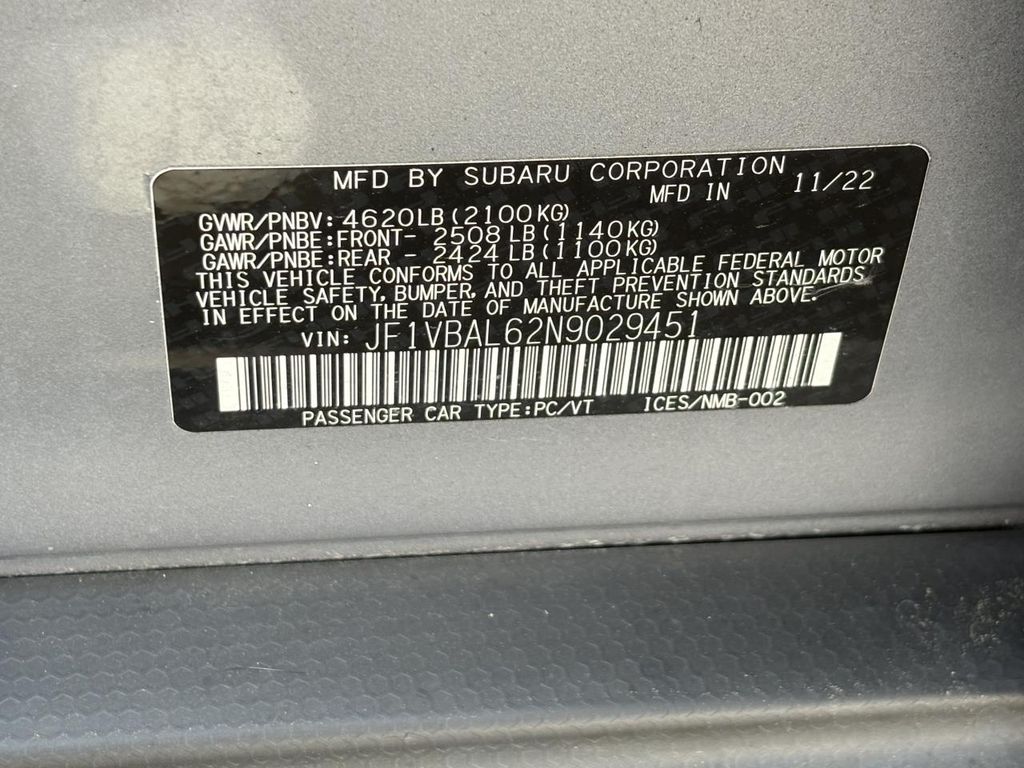 MFD BY SUBARU CORPORATION
MFD IN 11/22
GVWR/PNBV: 4620LB(2100KG)
GAWR/PNBE:FRONT- 2508LB(1140KG)
GAWR/PNBE:REAR - 2424LB(1100KG)
THIS VEHICLE CONFORMS TO ALL APPLICABLE FEDERAL MOTOR
VEHICLE SAFETY, BUMPER, AND THEFT PREVENTION STANDARDS
IN EFFECT ON THE DATE OF MANUFACTURE SHOWN ABOVE.
VIN: JF1VBAL62N9029451
PASSENGER CAR TYPE:PC/VT ICES/NMB-002